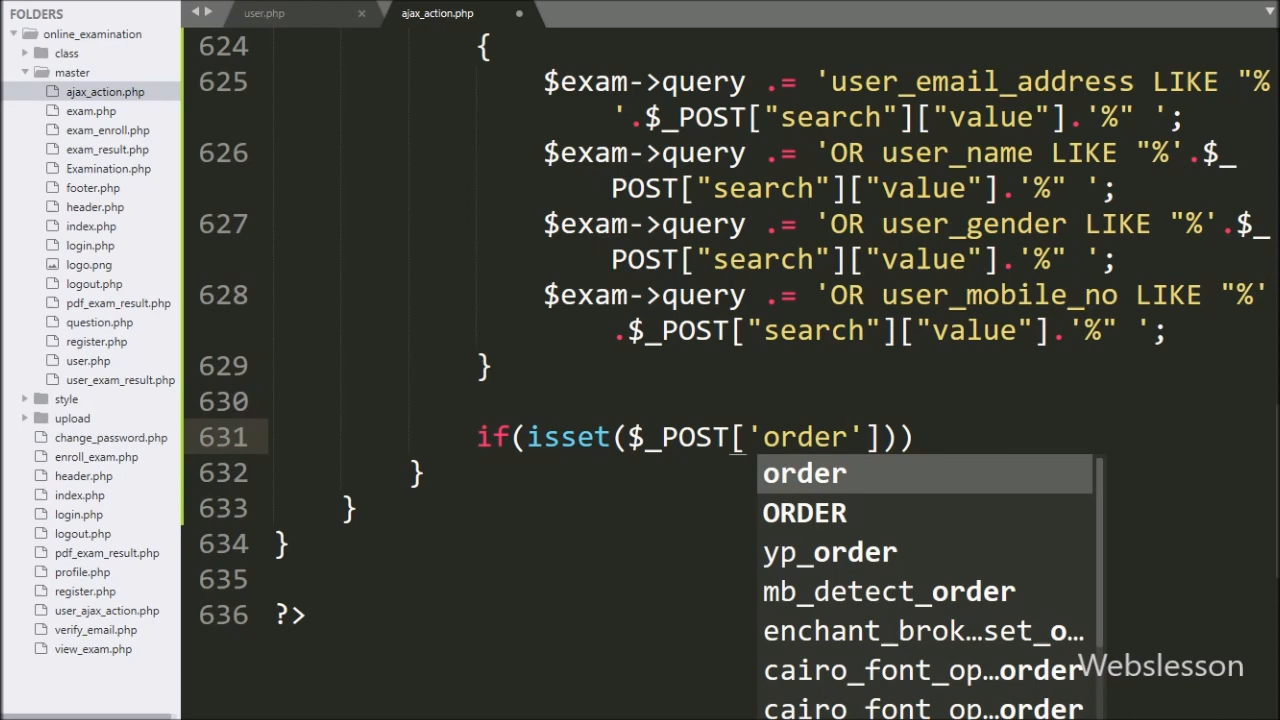 FOLDERS
online_examination
class
master
ajax_action.php
exam.php
exam_enroll.php
exam_result.php
Examination.php
footer.php
header.php
index.php
login.php
logo.png
logout.php
pdf_exam_result.php
question.php
register.php
user.php
user_exam_result.php
style
upload
change_password.php
enroll_exam.php
header.php
index.php
login.php
logout.php
pdf_exam_result.php
profile.php
register.php
user_ajax_action.php
verify_email.php
view_exam.php
user.php × ajax_action.php
624 {
625 $exam->query .= 'user_email_address LIKE "%
'.$_POST["search"]["value"].'%" ';
626 $exam->query .= 'OR user_name LIKE "%'.$_
POST["search"]["value"].'%" ';
627 $exam->query .= 'OR user_gender LIKE "%'.$_
POST["search"]["value"].'%" ';
628 $exam->query .= 'OR user_mobile_no LIKE "%'
.$_POST["search"]["value"].'%" ';
629 }
630
631 if(isset($_POST['order']))
632 }
633 }
634 }
635
636 ?>
order
ORDER
yp_order
mb_detect_order
enchant_brok…set_o…
cairo_font_op…order
cairo_font_op…order
Webslesson